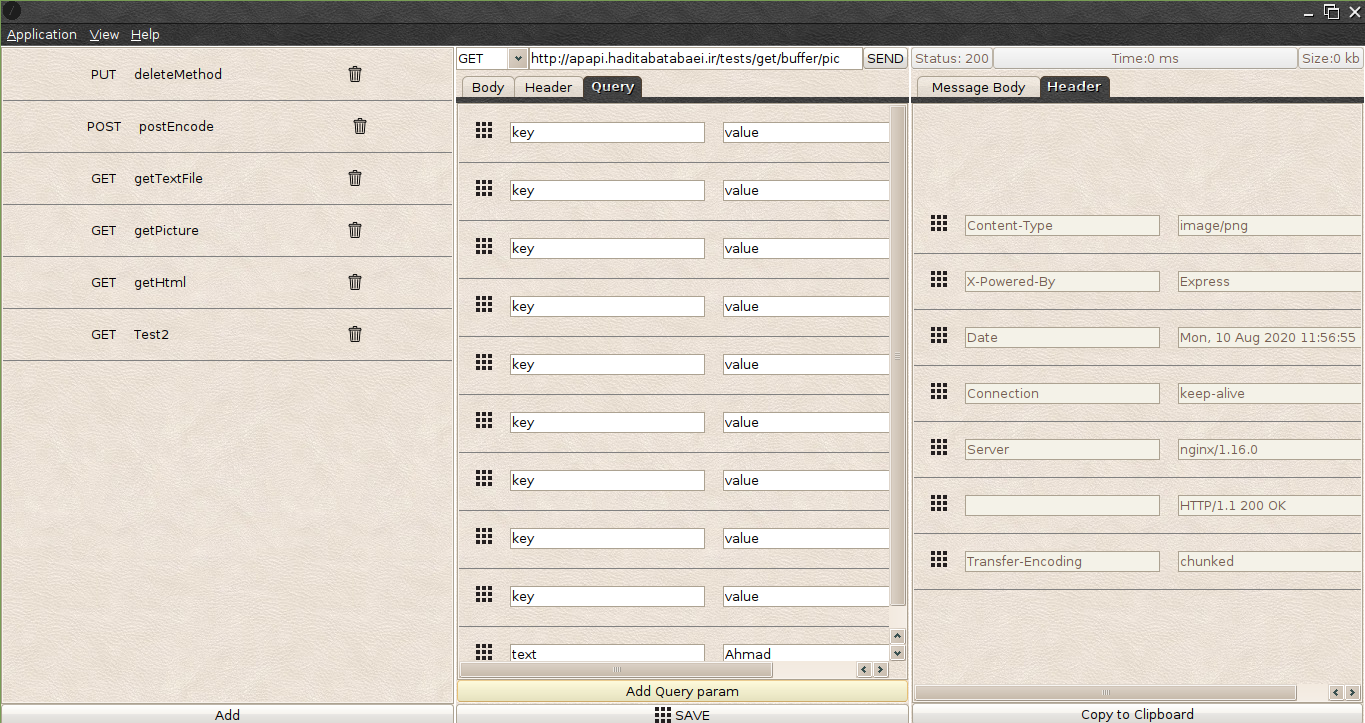 Application View Help
PUT deleteMethod
POST postEncode
GET getTextFile
GET getPicture
GET getHtml
GET Test2
Add
GET http://apapi.haditabatabaei.ir/tests/get/buffer/pic SEND
Body Header Query
key value
key value
key value
key value
key value
key value
key value
key value
key value
text Ahmad
Add Query param
SAVE
Status: 200 Time:0 ms Size:0 kb
Message Body Header
Content-Type image/png
X-Powered-By Express
Date Mon, 10 Aug 2020 11:56:55
Connection keep-alive
Server nginx/1.16.0
HTTP/1.1 200 OK
Transfer-Encoding chunked
Copy to Clipboard